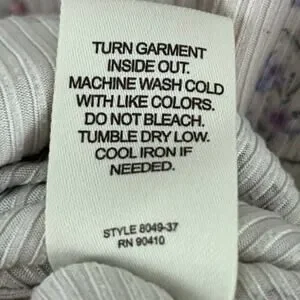 TURN GARMENT
INSIDE OUT.
MACHINE WASH COLD
WITH LIKE COLORS.
DO NOT BLEACH.
TUMBLE DRY LOW.
COOL IRON IF
NEEDED.
STYLE 8049-37
RN 90410